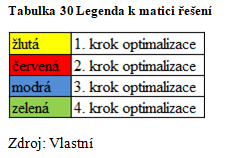 Tabulka 30 Legenda k matici řešení
žlutá 1. krok optimalizace
červená 2. krok optimalizace
modrá 3. krok optimalizace
zelená 4. krok optimalizace
Zdroj: Vlastní